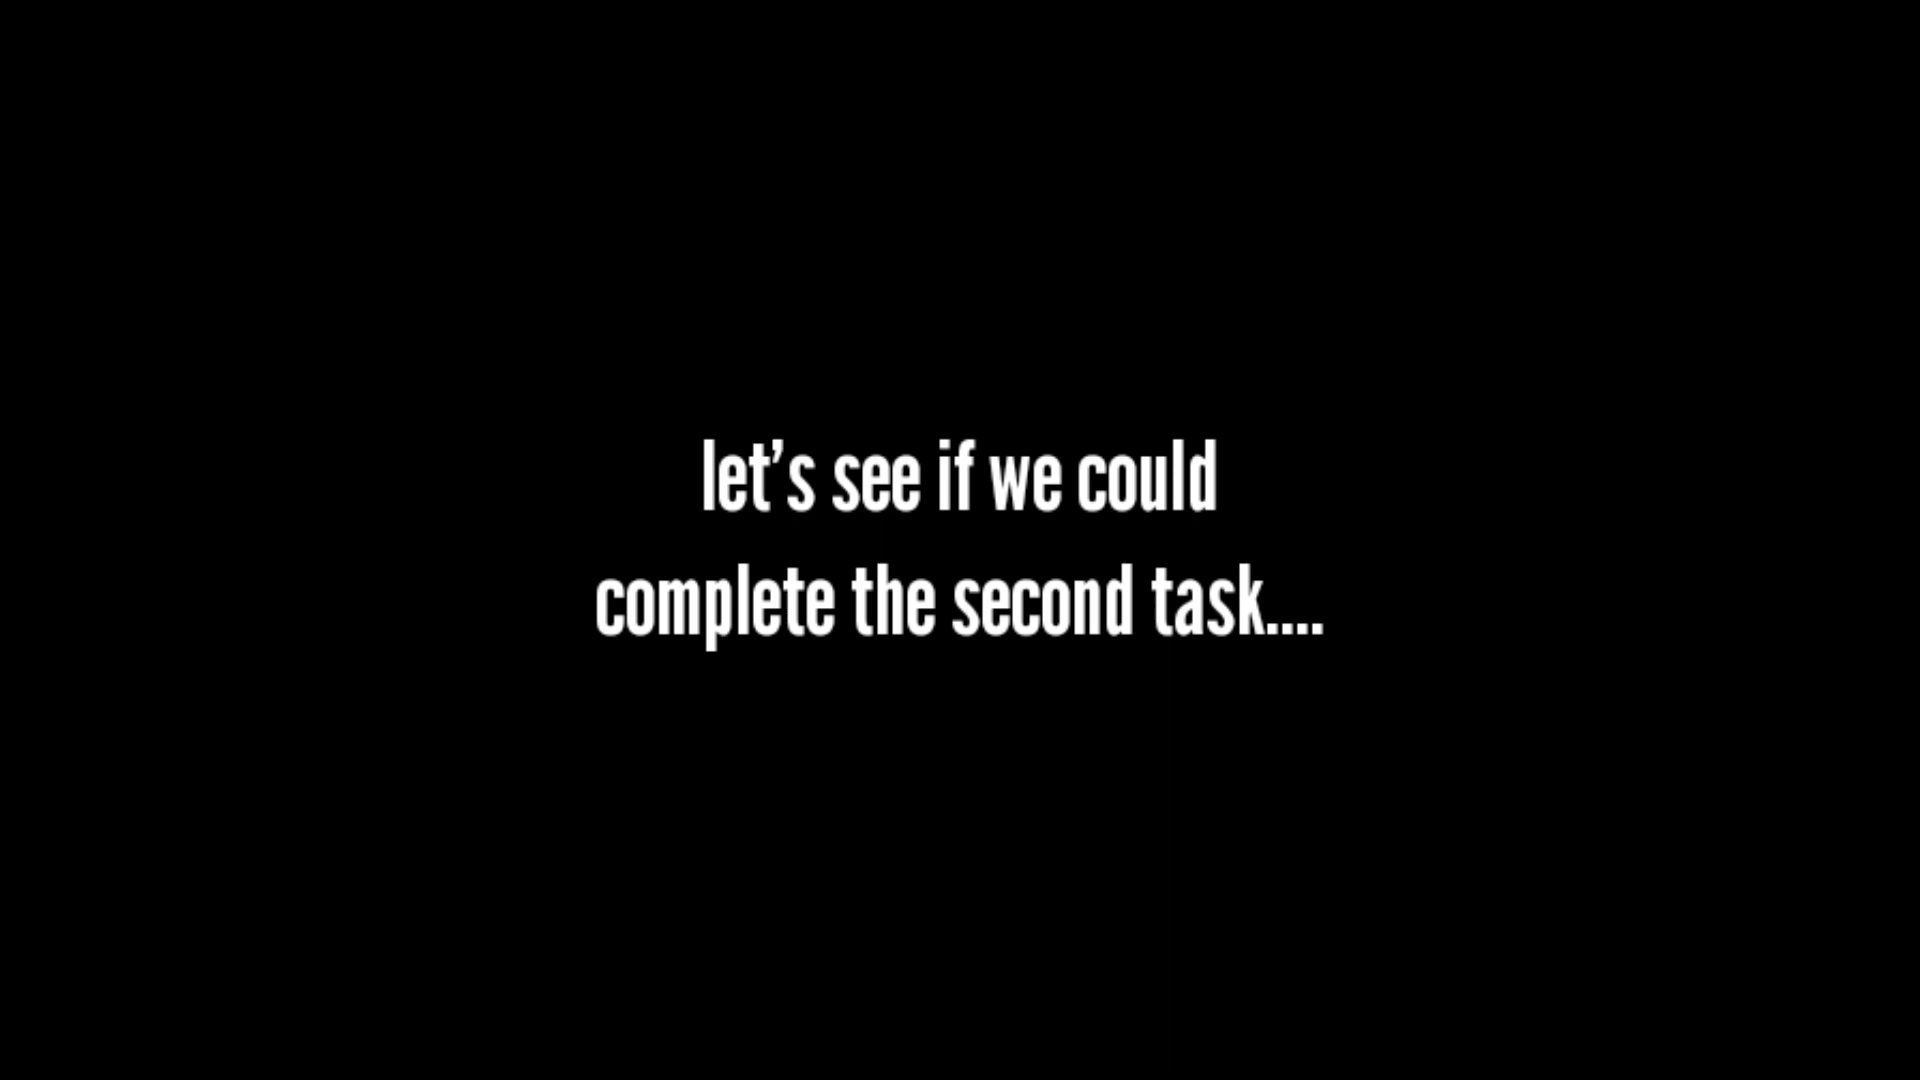 let’s see if we could
complete the second task....